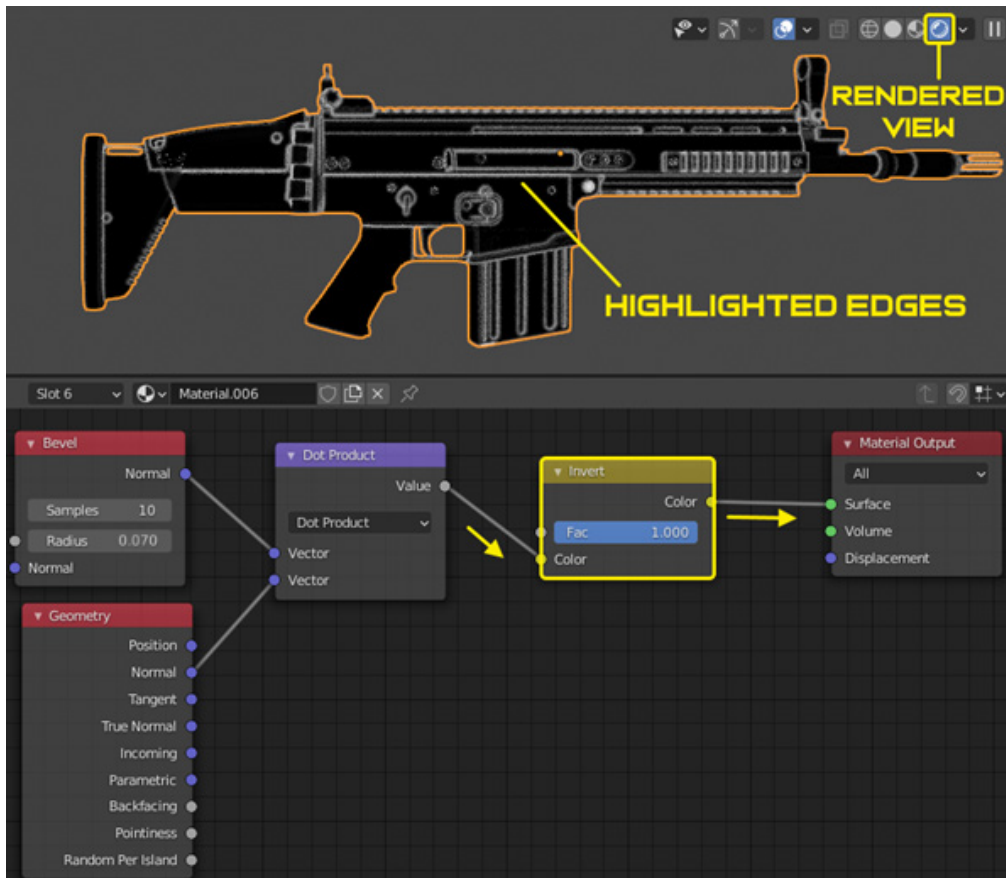 RENDERED
VIEW
HIGHLIGHTED EDGES
Slot 6
Material.006
Bevel
Normal
Samples 10
Radius 0.070
Normal
Dot Product
Value
Dot Product
Vector
Vector
Invert
Color
Fac 1.000
Color
Material Output
All
Surface
Volume
Displacement
Geometry
Position
Normal
Tangent
True Normal
Incoming
Parametric
Backfacing
Pointiness
Random Per Island